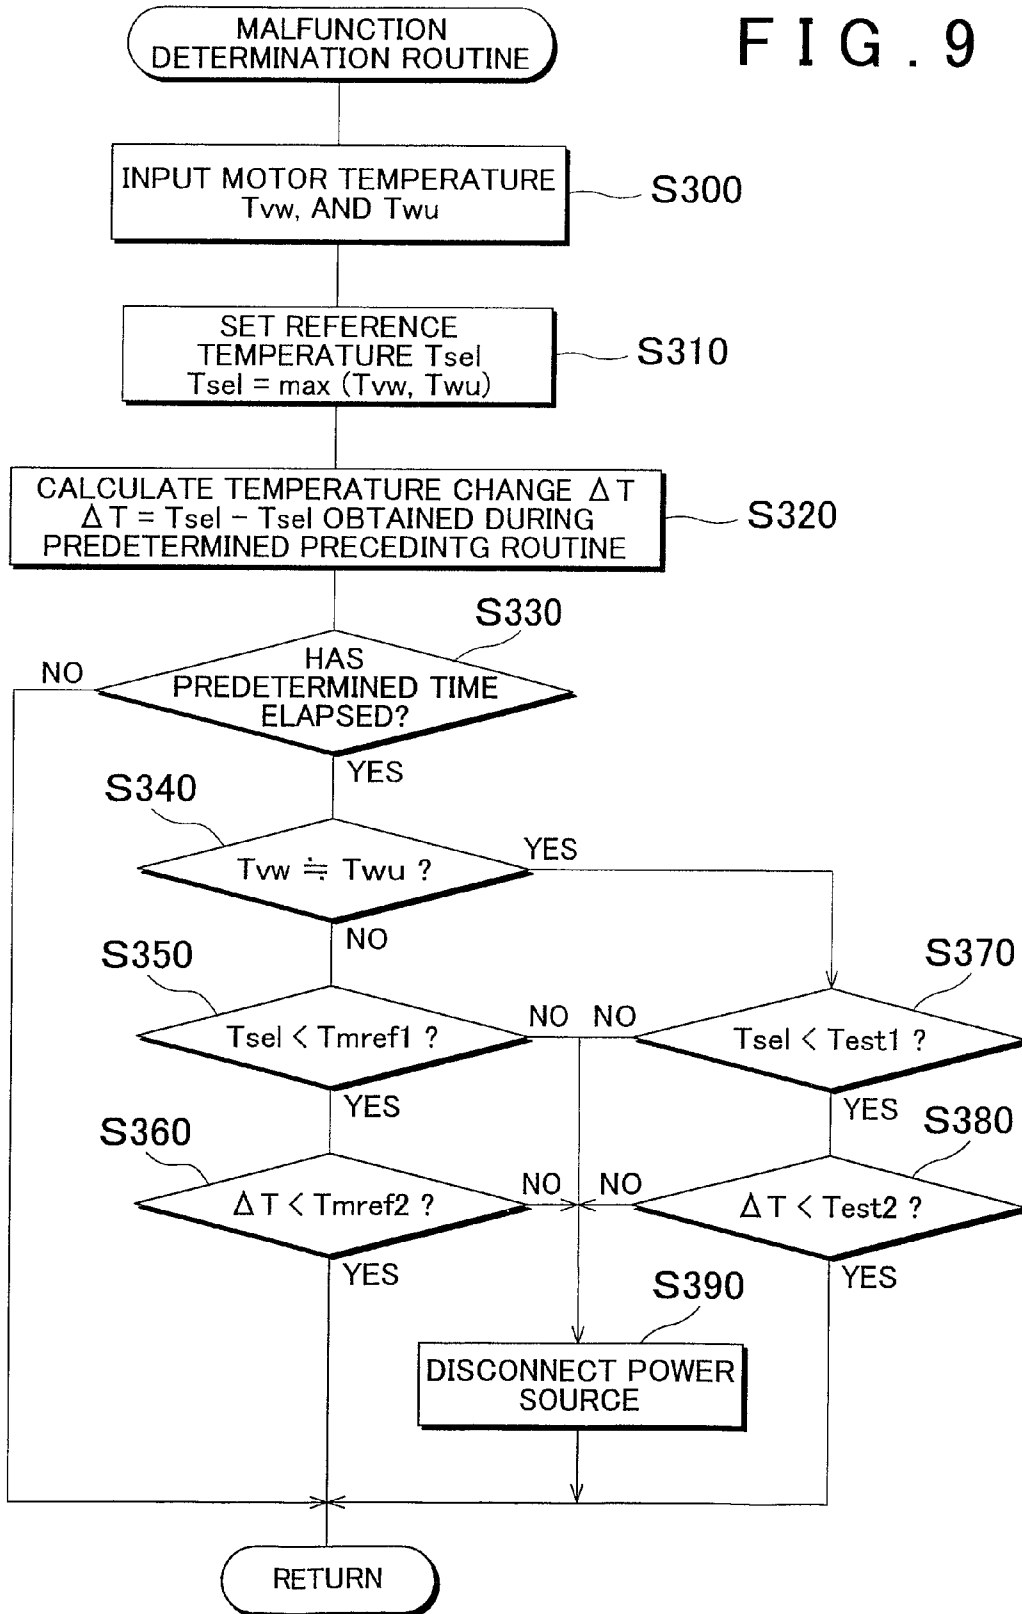 FIG. 9
MALFUNCTION
DETERMINATION ROUTINE
INPUT MOTOR TEMPERATURE
Tvw, AND Twu
S300
SET REFERENCE
TEMPERATURE Tsel
Tsel = max (Tvw, Twu)
S310
CALCULATE TEMPERATURE CHANGE ΔT
ΔT = Tsel – Tsel OBTAINED DURING
PREDETERMINED PRECEDINTG ROUTINE
S320
S330
NO
HAS
PREDETERMINED TIME
ELAPSED?
YES
S340
Tvw ≒ Twu ?
YES
NO
S350
Tsel < Tmref1 ?
NO
YES
S370
NO
Tsel < Test1 ?
YES
S360
ΔT < Tmref2 ?
NO
YES
S380
NO
ΔT < Test2 ?
YES
S390
DISCONNECT POWER
SOURCE
RETURN